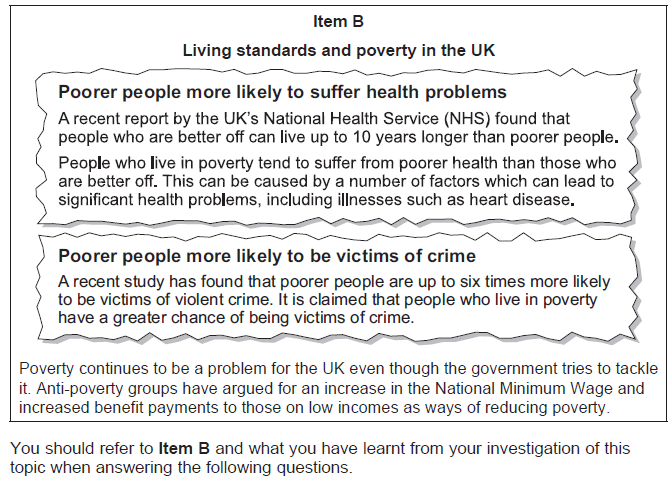 Item B
Living standards and poverty in the UK
Poorer people more likely to suffer health problems
A recent report by the UK's National Health Service (NHS) found that
people who are better off can live up to 10 years longer than poorer people.
People who live in poverty tend to suffer from poorer health than those who
are better off. This can be caused by a number of factors which can lead to
significant health problems, including illnesses such as heart disease.
Poorer people more likely to be victims of crime
A recent study has found that poorer people are up to six times more likely
to be victims of violent crime. It is claimed that people who live in poverty
have a greater chance of being victims of crime.
Poverty continues to be a problem for the UK even though the government tries to tackle
it. Anti-poverty groups have argued for an increase in the National Minimum Wage and
increased benefit payments to those on low incomes as ways of reducing poverty.
You should refer to Item B and what you have learnt from your investigation of this
topic when answering the following questions.